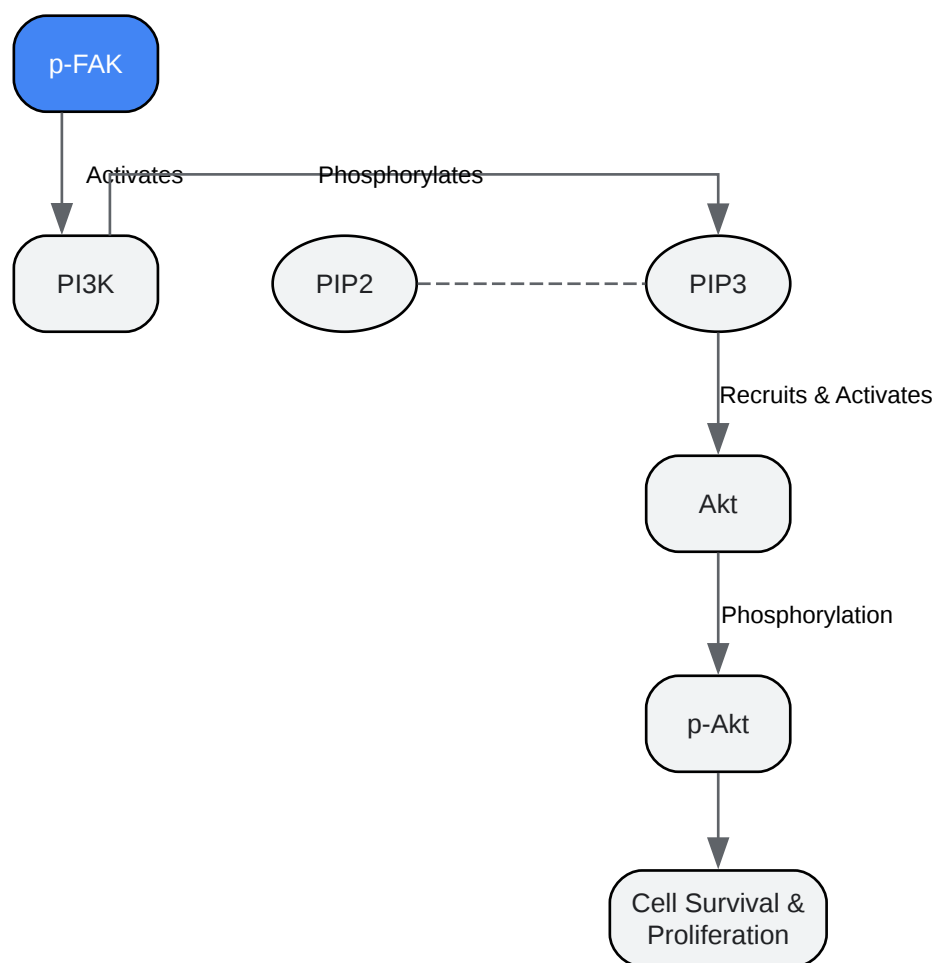 p-FAK
Activates
Phosphorylates
PI3K
PIP2
PIP3
Recruits & Activates
Akt
Phosphorylation
p-Akt
Cell Survival &
Proliferation